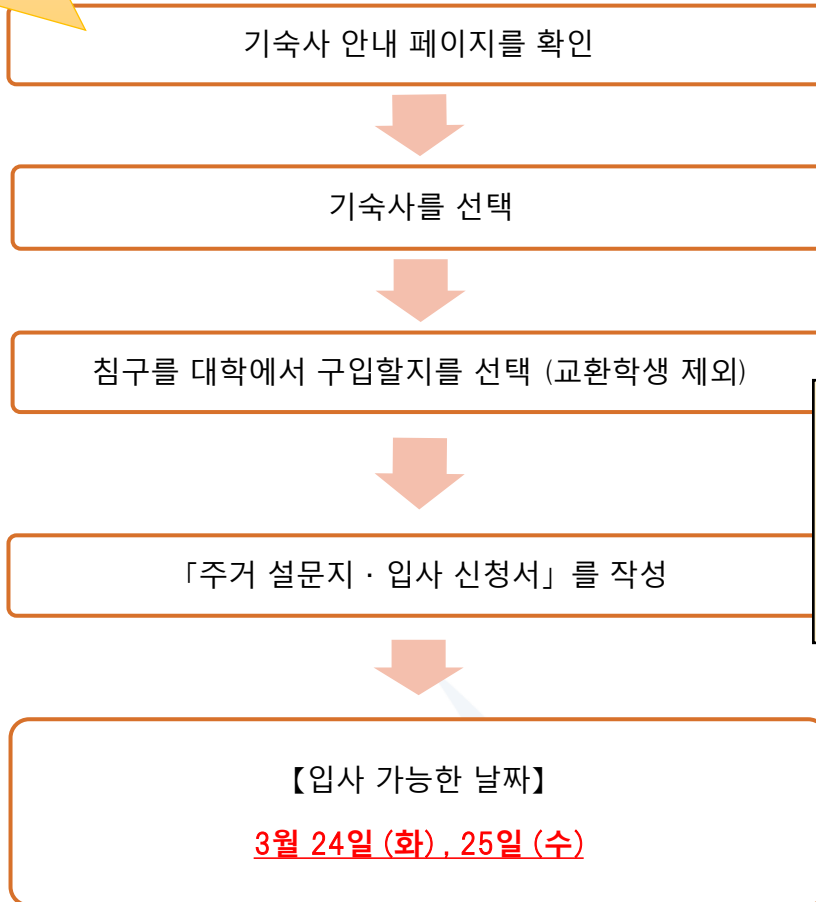 기숙사 안내 페이지를 확인
기숙사를 선택
침구를 대학에서 구입할지를 선택 (교환학생 제외)
「주거 설문지 · 입사 신청서」를 작성
【입사 가능한 날짜】
3월 24일 (화) , 25일 (수)